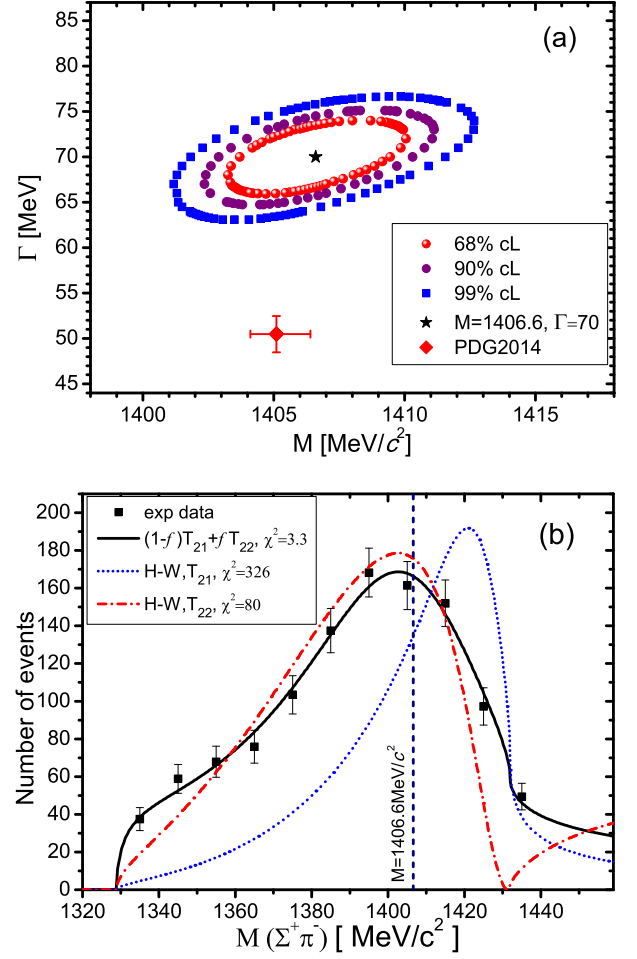 (a)
85
80
75
70
65
60
55
50
45
Γ [MeV]
68% cL
90% cL
99% cL
M=1406.6, Γ=70
PDG2014
1400 1405 1410 1415
M [MeV/c²]
(b)
exp data
(1-f)T₂₁+f T₂₂, χ²=3.3
H-W,T₂₁, χ²=326
H-W,T₂₂, χ²=80
200
180
160
140
120
100
80
60
40
20
0
Number of events
M=1406.6MeV/c²
1320 1340 1360 1380 1400 1420 1440
M (Σ⁺π⁻) [ MeV/c² ]